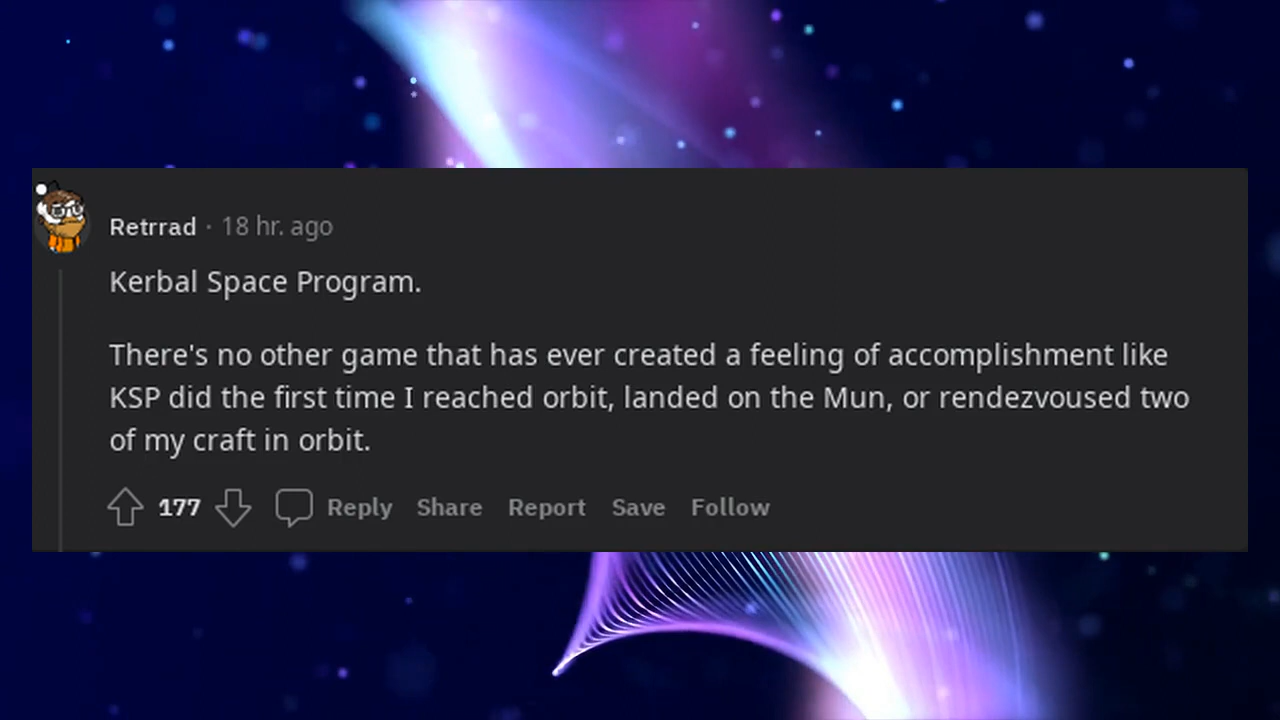 Retrrad · 18 hr. ago
Kerbal Space Program.
There's no other game that has ever created a feeling of accomplishment like
KSP did the first time I reached orbit, landed on the Mun, or rendezvoused two
of my craft in orbit.
177 Reply Share Report Save Follow